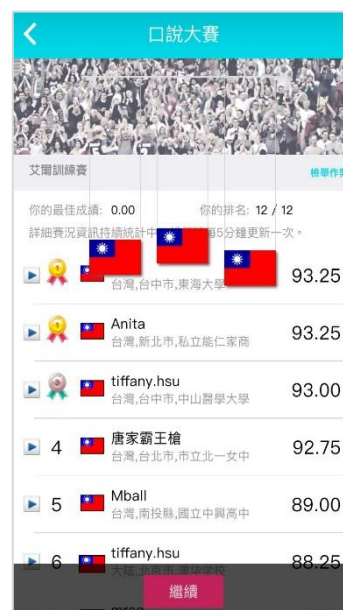 口說大賽
艾爾訓練賽
檢舉作
你的最佳成績: 0.00 你的排名: 12 / 12
詳細賽況資訊持續統計中 每5分鐘更新一次。
台灣,台中市,東海大學
93.25
Anita
台灣,新北市,私立能仁家商
93.25
tiffany.hsu
台灣,台中市,中山醫學大學
93.00
4
唐家霸王槍
台灣,台北市,市立北一女中
92.75
5
Mball
台灣,南投縣,國立中興高中
89.00
6
tiffany.hsu
88.25
繼續